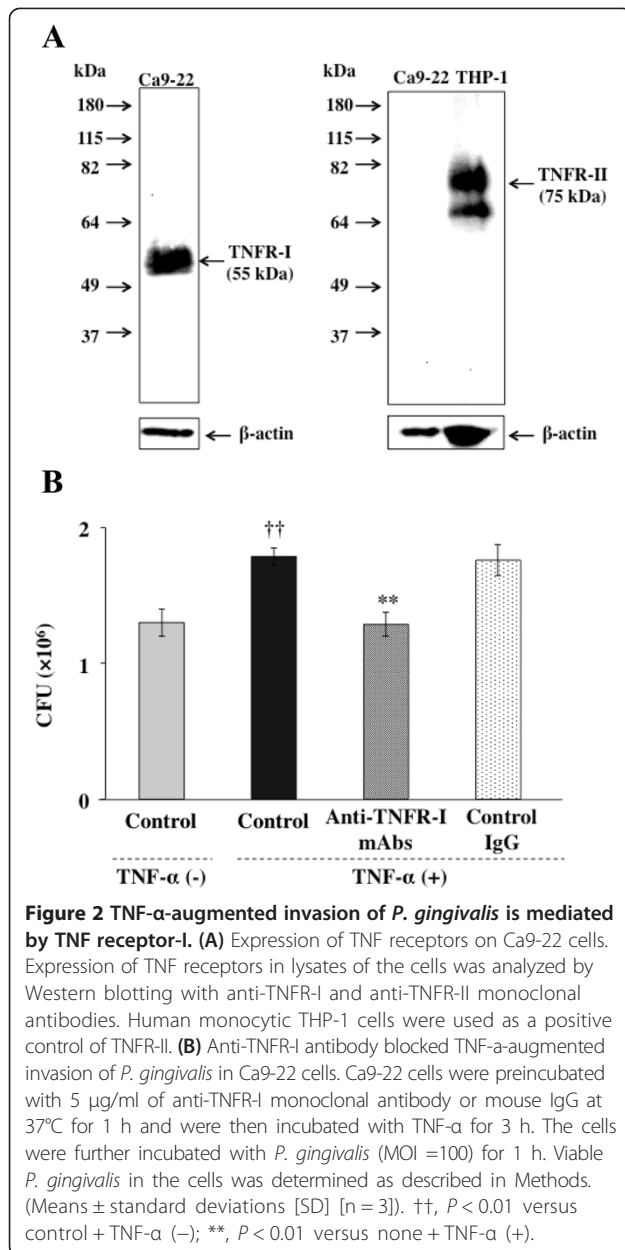 A
kDa Ca9-22
180
115
82
64
49
37
TNFR-I
(55 kDa)
β-actin
kDa Ca9-22 THP-1
180
115
82
64
49
37
TNFR-II
(75 kDa)
β-actin
B
CFU (×10⁶)
2
1
0
††
**
Control Control Anti-TNFR-I Control
mAbs IgG
TNF-α (-) TNF-α (+)
Figure 2 TNF-α-augmented invasion of P. gingivalis is mediated
by TNF receptor-I. (A) Expression of TNF receptors on Ca9-22 cells.
Expression of TNF receptors in lysates of the cells was analyzed by
Western blotting with anti-TNFR-I and anti-TNFR-II monoclonal
antibodies. Human monocytic THP-1 cells were used as a positive
control of TNFR-II. (B) Anti-TNFR-I antibody blocked TNF-a-augmented
invasion of P. gingivalis in Ca9-22 cells. Ca9-22 cells were preincubated
with 5 μg/ml of anti-TNFR-I monoclonal antibody or mouse IgG at
37°C for 1 h and were then incubated with TNF-α for 3 h. The cells
were further incubated with P. gingivalis (MOI =100) for 1 h. Viable
P. gingivalis in the cells was determined as described in Methods.
(Means ± standard deviations [SD] [n = 3]). ††, P < 0.01 versus
control + TNF-α (−); **, P < 0.01 versus none + TNF-α (+).